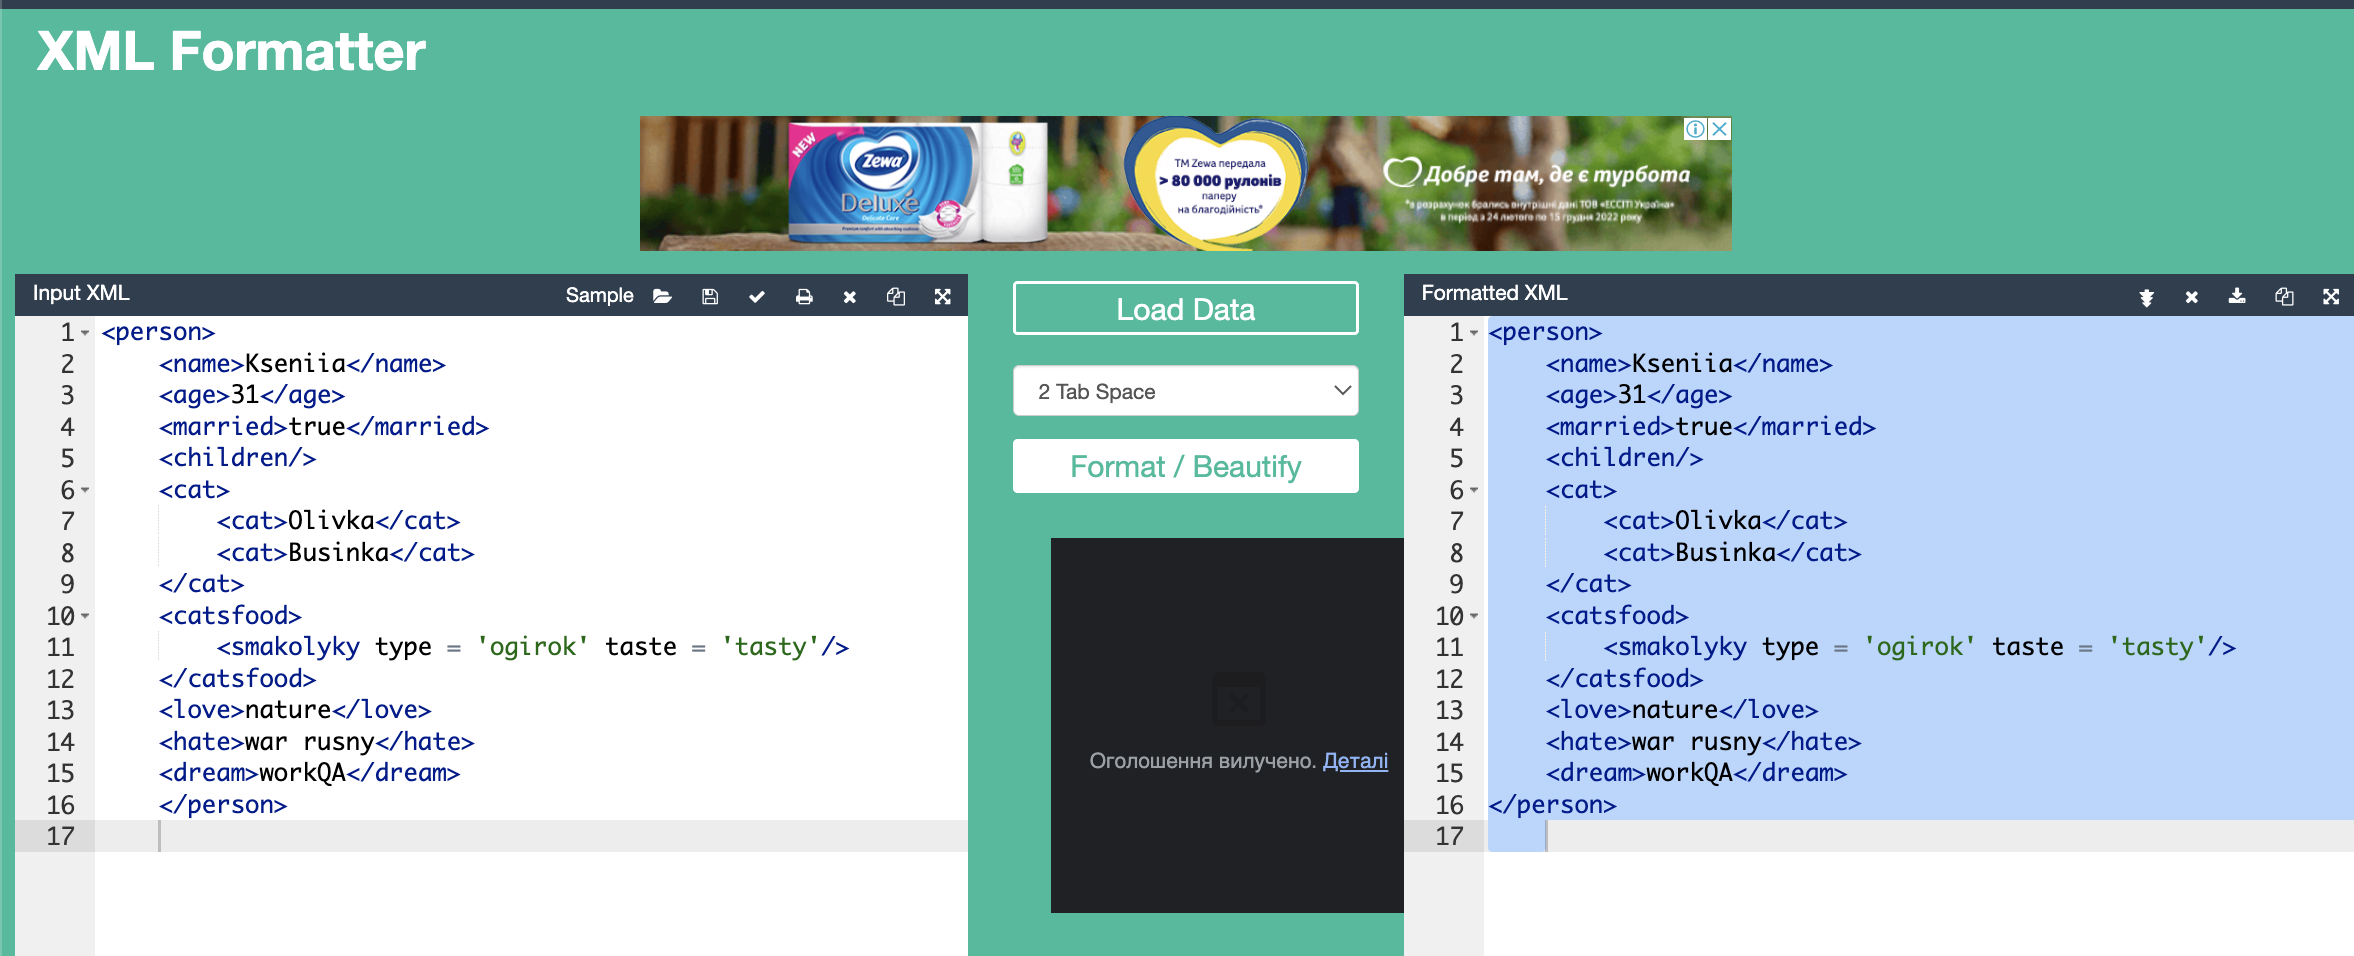 XML Formatter
NEW
Zewa
Deluxe
Delicate Care
ТМ Zewa передала
> 80 000 рулонів
паперу
на благодійність*
Добре там, де є турбота
*в розрахунок брались внутрішні дані ТОВ «ЕССІТІ Україна»
в період з 24 лютого по 15 грудня 2022 року
Input XML
Sample
1 <person>
2 <name>Kseniia</name>
3 <age>31</age>
4 <married>true</married>
5 <children/>
6 <cat>
7 <cat>Olivka</cat>
8 <cat>Businka</cat>
9 </cat>
10 <catsfood>
11 <smakolyky type = 'ogirok' taste = 'tasty'/>
12 </catsfood>
13 <love>nature</love>
14 <hate>war rusny</hate>
15 <dream>workQA</dream>
16 </person>
17
Load Data
2 Tab Space
Format / Beautify
Оголошення вилучено. Деталі
Formatted XML
1 <person>
2 <name>Kseniia</name>
3 <age>31</age>
4 <married>true</married>
5 <children/>
6 <cat>
7 <cat>Olivka</cat>
8 <cat>Businka</cat>
9 </cat>
10 <catsfood>
11 <smakolyky type = 'ogirok' taste = 'tasty'/>
12 </catsfood>
13 <love>nature</love>
14 <hate>war rusny</hate>
15 <dream>workQA</dream>
16 </person>
17